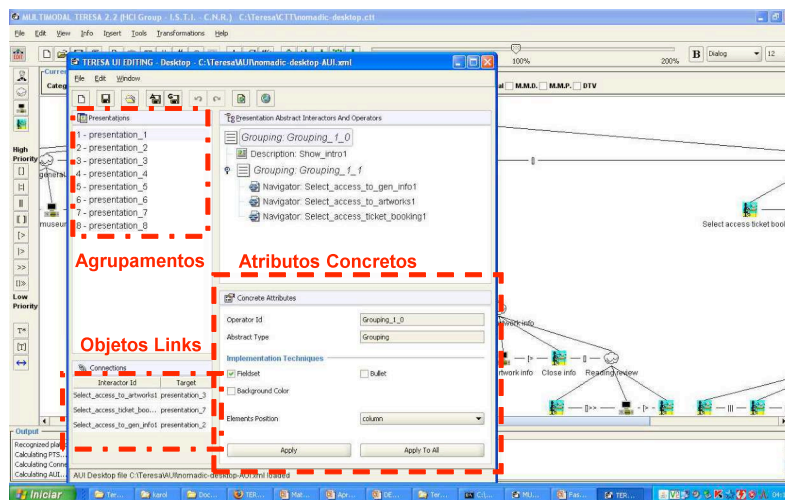 MULTIMODAL TERESA 2.2 (HCI Group - I.S.T.I. - C.N.R.) C:\Teresa\CTT\nomadic-desktop.ctt
File Edit View Info Insert Tools Transformations Help
100%
200%
B Dialog 12
TERESA UI EDITING - Desktop - C:\Teresa\AUI\nomadic-desktop-AUI.xml
File Edit Window
M.M.D. M.M.P. DTV
Presentations
1 - presentation_1
2 - presentation_2
3 - presentation_3
4 - presentation_4
5 - presentation_5
6 - presentation_6
7 - presentation_7
8 - presentation_8
Presentation Abstract Interactors And Operators
Grouping: Grouping_1_0
Description: Show_intro1
Grouping: Grouping_1_1
Navigator: Select_access_to_gen_info1
Navigator: Select_access_to_artworks1
Navigator: Select_access_ticket_booking1
High
Priority
Low
Priority
Agrupamentos
Atributos Concretos
Objetos Links
Concrete Attributes
Operator Id Grouping_1_0
Abstract Type Grouping
Implementation Techniques
Fieldset Bullet
Background Color
Elements Position column
Apply Apply To All
Connections
Interactor Id Target
Select_access_to_artworks1 presentation_3
Select_access_ticket_boo... presentation_7
Select_access_to_gen_info1 presentation_2
AUI Desktop file C:\Teresa\AUI\nomadic-desktop-AUI.xml loaded
Select access ticket boo
Close info Reading review
Output
Calculating PTS...
Calculating AUI...
Iniciar